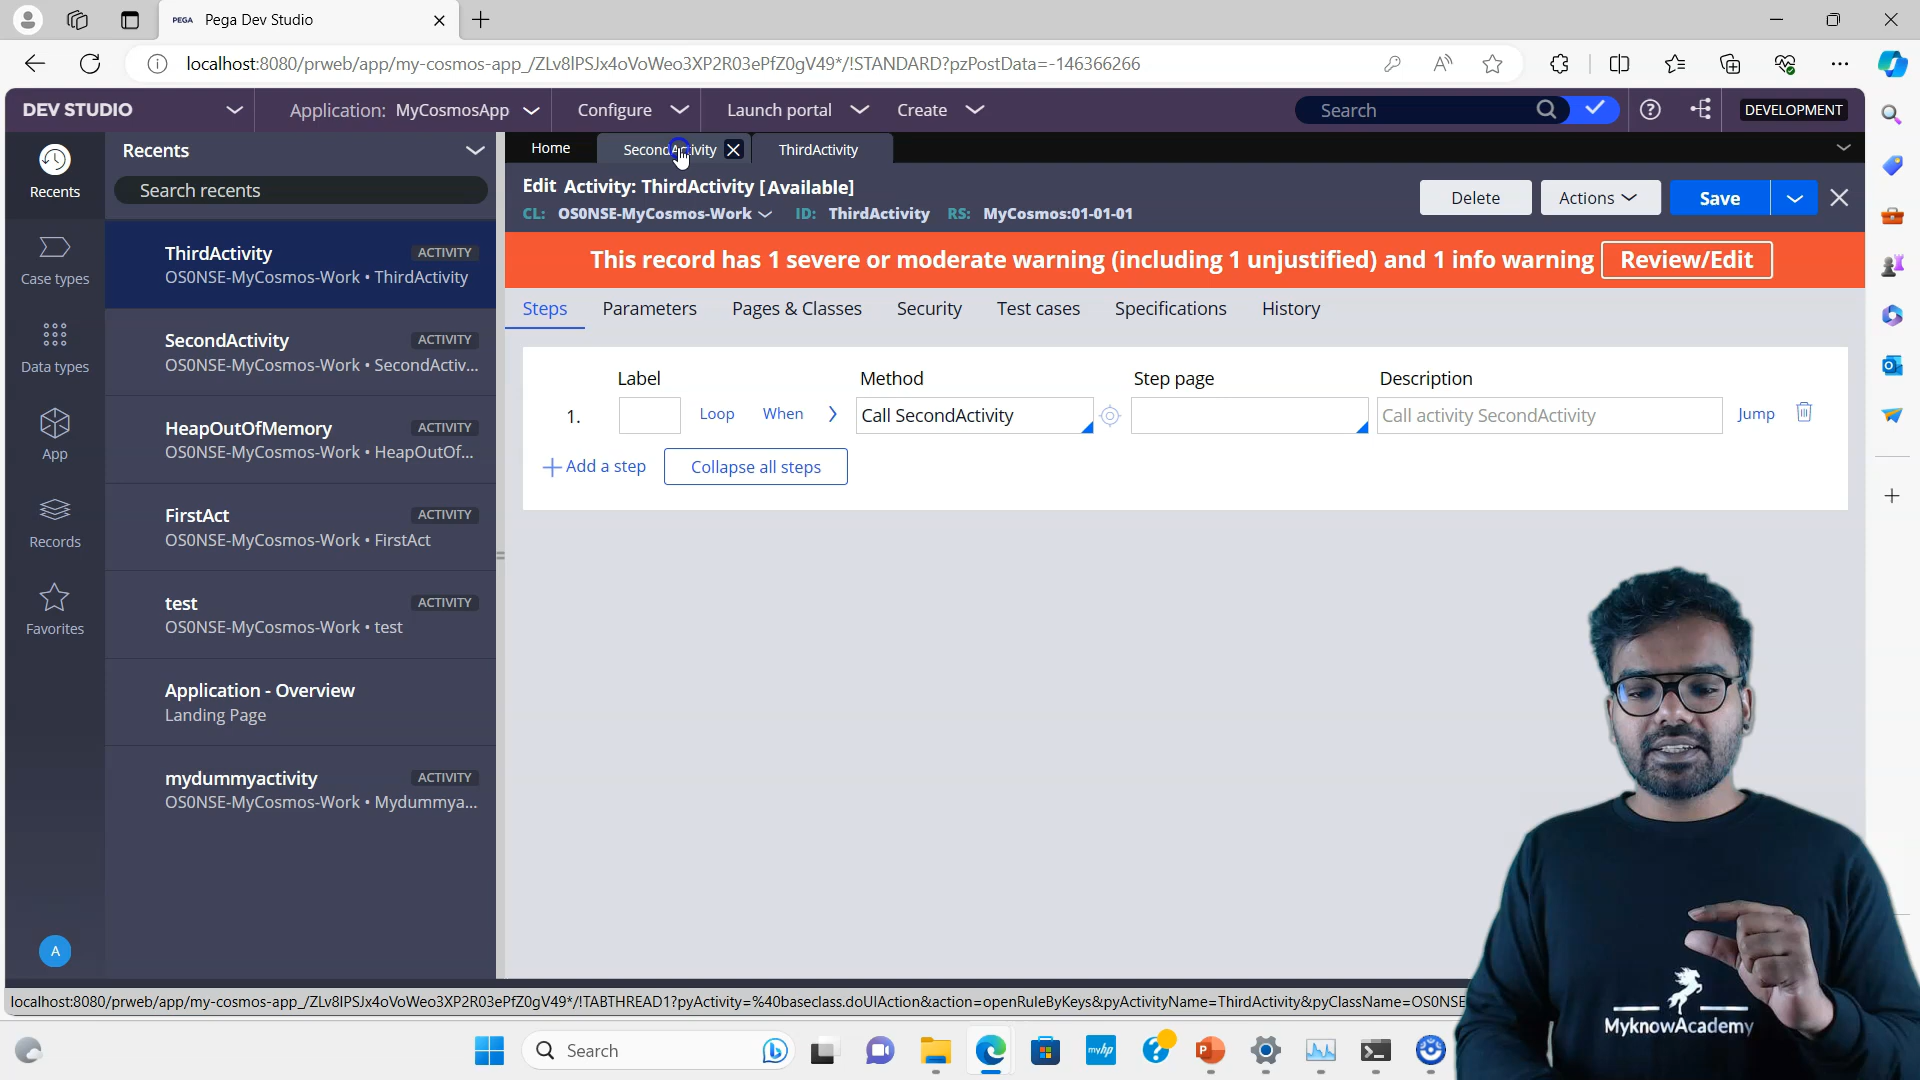 PEGA Pega Dev Studio
localhost:8080/prweb/app/my-cosmos-app_/ZLv8lPSJx4oVoWeo3XP2R03ePfZ0gV49*/!STANDARD?pzPostData=-146366266
DEV STUDIO
Application: MyCosmosApp
Configure
Launch portal
Create
Search
DEVELOPMENT
Recents
Case types
Data types
App
Records
Favorites
A
Recents
Search recents
ThirdActivity ACTIVITY
OS0NSE-MyCosmos-Work • ThirdActivity
SecondActivity ACTIVITY
OS0NSE-MyCosmos-Work • SecondActiv...
HeapOutOfMemory ACTIVITY
OS0NSE-MyCosmos-Work • HeapOutOf...
FirstAct ACTIVITY
OS0NSE-MyCosmos-Work • FirstAct
test ACTIVITY
OS0NSE-MyCosmos-Work • test
Application - Overview
Landing Page
mydummyactivity ACTIVITY
OS0NSE-MyCosmos-Work • Mydummya...
Home SecondActivity ThirdActivity
Edit Activity: ThirdActivity [Available]
CL: OS0NSE-MyCosmos-Work ID: ThirdActivity RS: MyCosmos:01-01-01
Delete Actions Save
This record has 1 severe or moderate warning (including 1 unjustified) and 1 info warning Review/Edit
Steps Parameters Pages & Classes Security Test cases Specifications History
Label Method Step page Description
1. Loop When Call SecondActivity Call activity SecondActivity Jump
Add a step Collapse all steps
MyknowAcademy
localhost:8080/prweb/app/my-cosmos-app_/ZLv8lPSJx4oVoWeo3XP2R03ePfZ0gV49*/!TABTHREAD1?pyActivity=%40baseclass.doUIAction&action=openRuleByKeys&pyActivityName=ThirdActivity&pyClassName=OS0NSE
Search
myhp